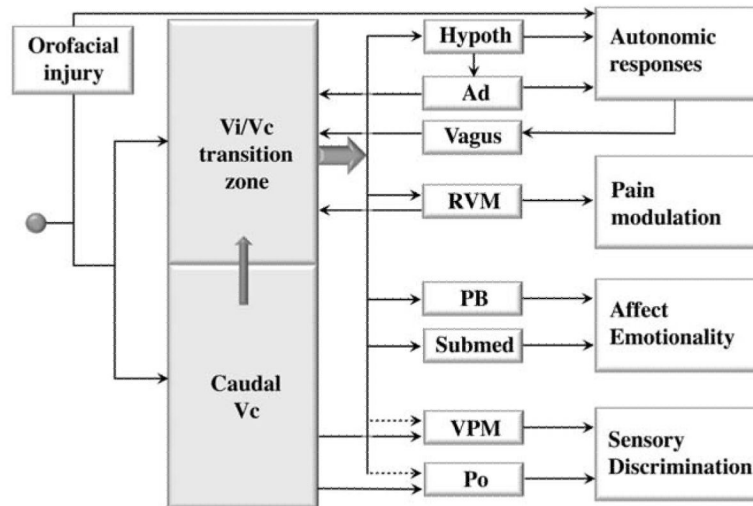 Orofacial
injury
Vi/Vc
transition
zone
Caudal
Vc
Hypoth
Ad
Vagus
RVM
PB
Submed
VPM
Po
Autonomic
responses
Pain
modulation
Affect
Emotionality
Sensory
Discrimination